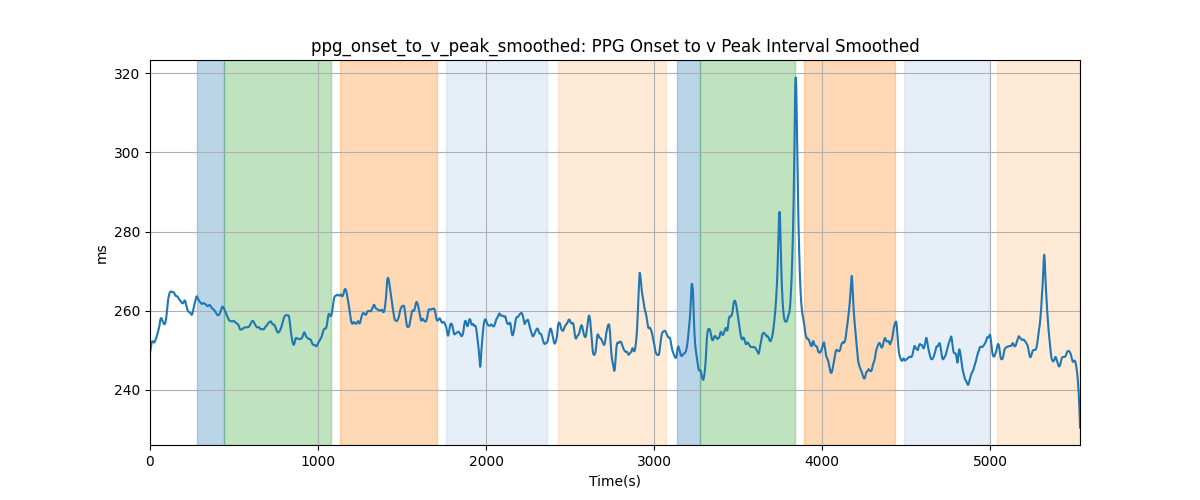 ppg_onset_to_v_peak_smoothed: PPG Onset to v Peak Interval Smoothed
320
300
280
260
240
ms
0 1000 2000 3000 4000 5000
Time(s)